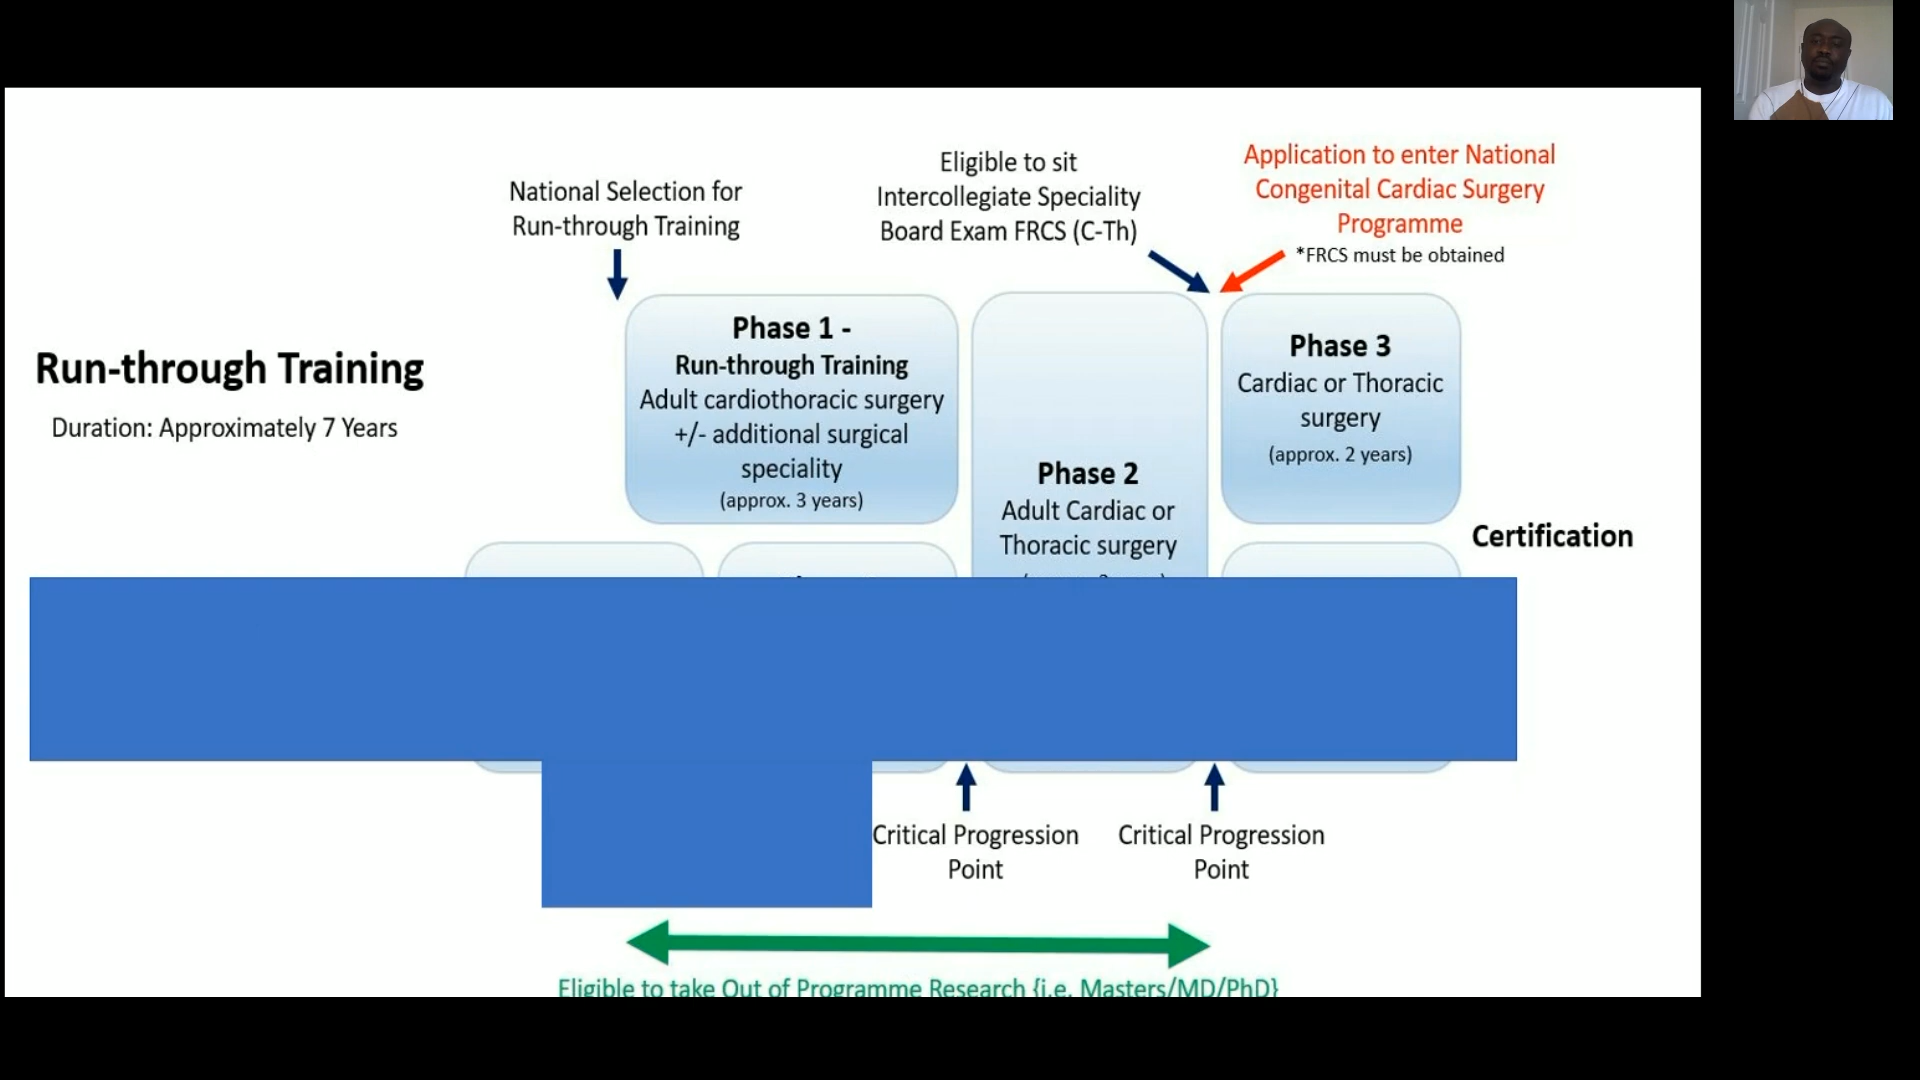 National Selection for
Run-through Training
Eligible to sit
Intercollegiate Speciality
Board Exam FRCS (C-Th)
Application to enter National
Congenital Cardiac Surgery
Programme
*FRCS must be obtained
Run-through Training
Duration: Approximately 7 Years
Phase 1 -
Run-through Training
Adult cardiothoracic surgery
+/- additional surgical
speciality
(approx. 3 years)
Phase 2
Adult Cardiac or
Thoracic surgery
Phase 3
Cardiac or Thoracic
surgery
(approx. 2 years)
Certification
Critical Progression
Point
Critical Progression
Point
Eligible to take Out of Programme Research {i.e. Masters/MD/PhD}